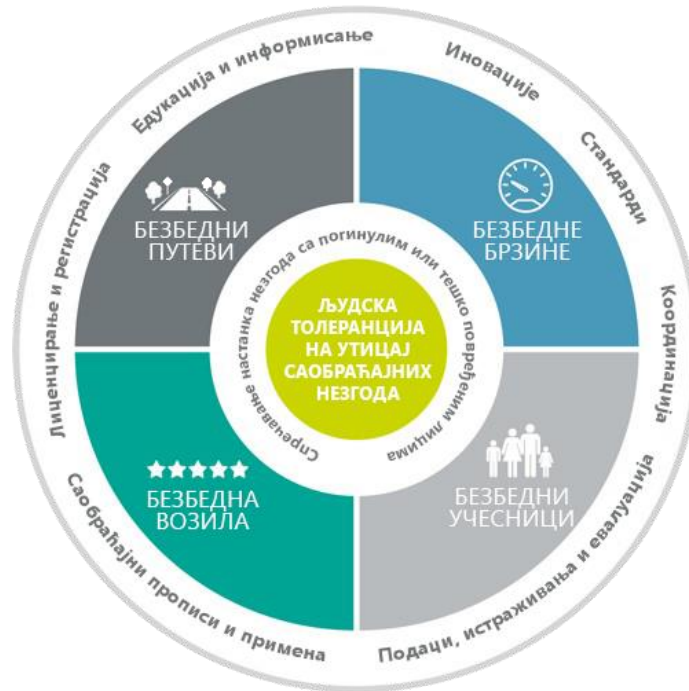 Едукација и информисање
Иновације
Стандарди
Координација
Подаци, истраживања и евалуација
Саобраћајни прописи и примена
Лиценцирање и регистрација
БЕЗБЕДНИ
ПУТЕВИ
БЕЗБЕДНЕ
БРЗИНЕ
Спречавање настанка незгода са погинулим или тешко повређеним лицима
ЉУДСКА
ТОЛЕРАНЦИЈА
НА УТИЦАЈ
САОБРАЋАЈНИХ
НЕЗГОДА
БЕЗБЕДНА
ВОЗИЛА
БЕЗБЕДНИ
УЧЕСНИЦИ